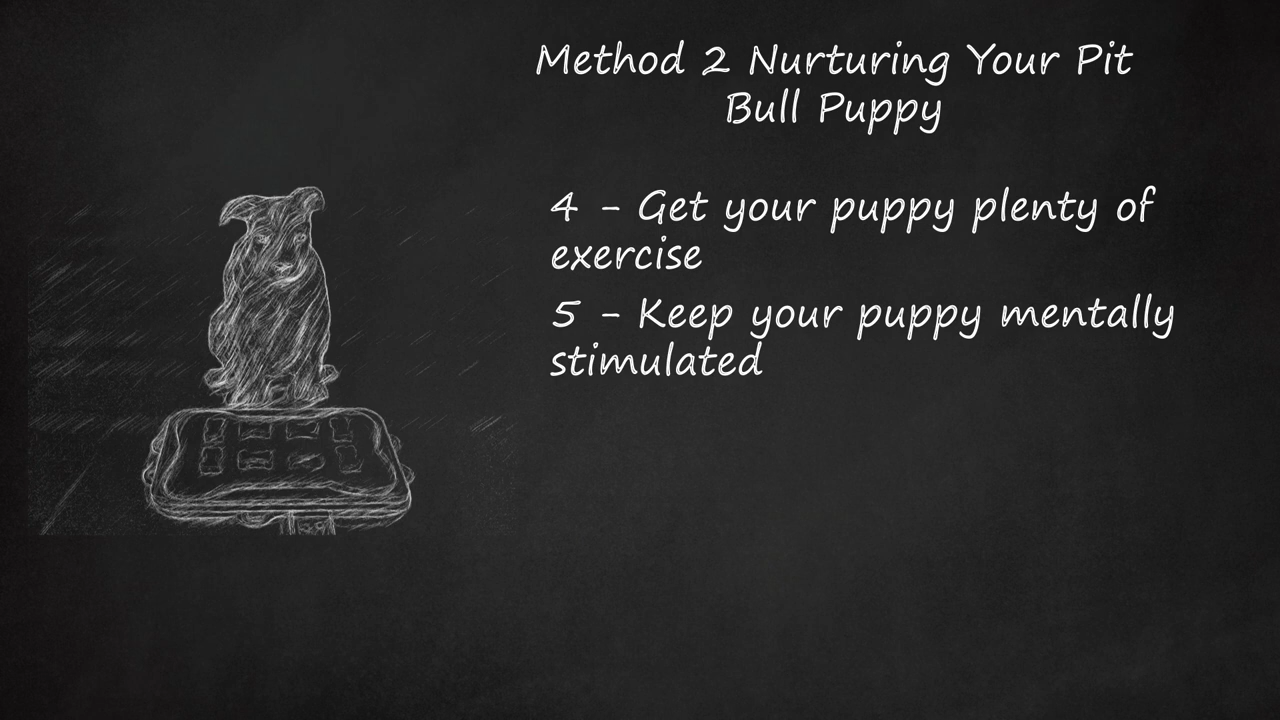 Method 2 Nurturing Your Pit
Bull Puppy
4 - Get your puppy plenty of
exercise
5 - Keep your puppy mentally
stimulated